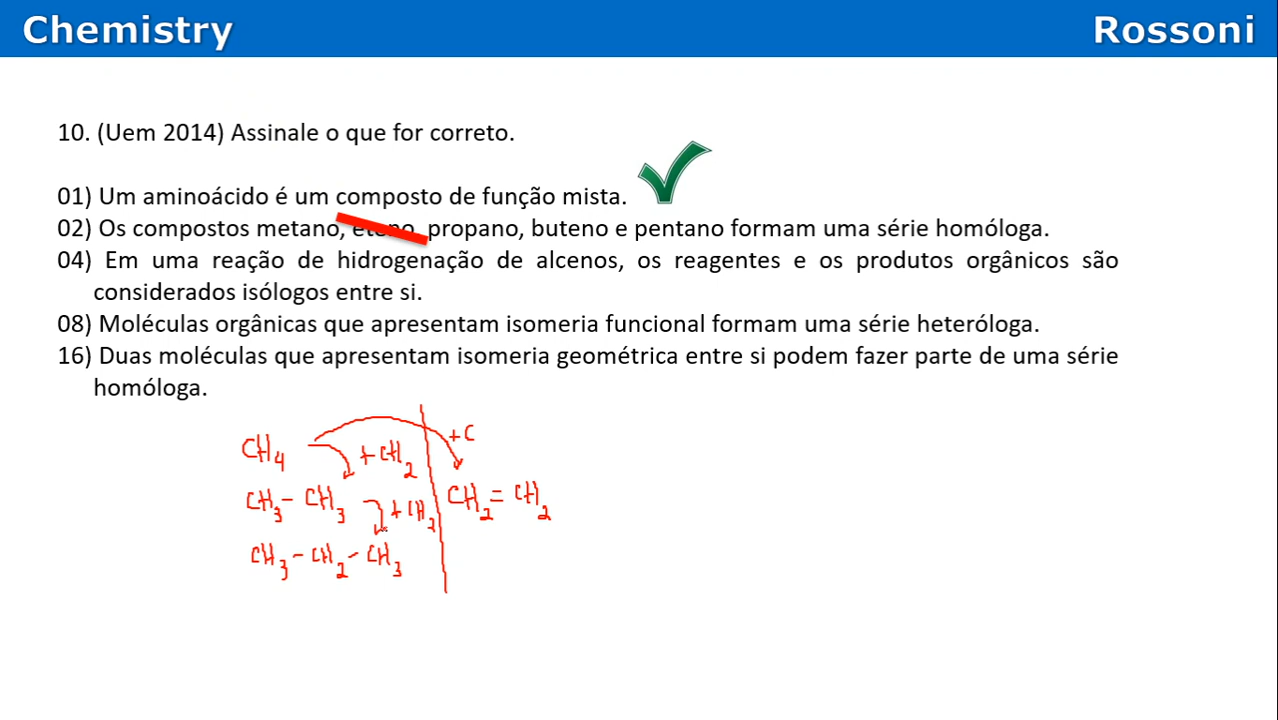 Chemistry Rossoni
10. (Uem 2014) Assinale o que for correto.
01) Um aminoácido é um composto de função mista.
02) Os compostos metano, eteno, propano, buteno e pentano formam uma série homóloga.
04) Em uma reação de hidrogenação de alcenos, os reagentes e os produtos orgânicos são
considerados isólogos entre si.
08) Moléculas orgânicas que apresentam isomeria funcional formam uma série heteróloga.
16) Duas moléculas que apresentam isomeria geométrica entre si podem fazer parte de uma série
homóloga.
CH4 +CH2 +C
CH3-CH3 +CH2 CH2=CH2
CH3-CH2-CH3